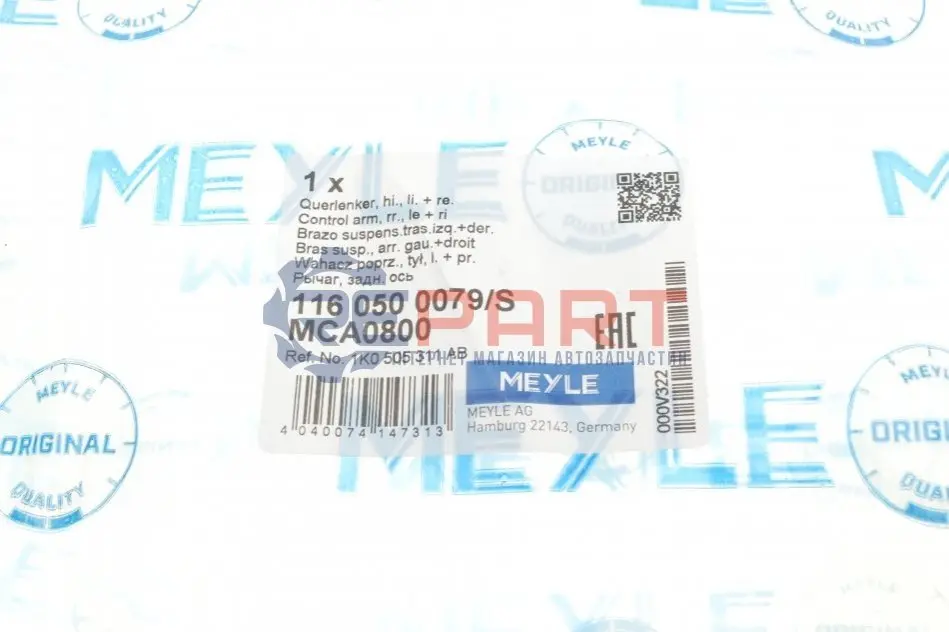 QUALITY
QUALITY
MEYLE
MEYLE
MEYLE
ORIGINAL
1 x
Querlenker, hi., li. + re.
Control arm, rr., le + ri
Brazo suspens.tras.izq.+der.
Bras susp., arr. gau.+droit
Wahacz poprz., tył, l. + pr.
Рычаг, задн. ось
116 050 0079/S
MCA0800
Ref. No. 1K0 505 311 AB
EAC
PART
ИНТЕРНЕТ МАГАЗИН АВТОЗАПЧАСТИН
MEYLE
MEYLE AG
Hamburg 22143, Germany
4 040074 147313
000V322
MEYLE
ORIGINAL
QUALITY
MEYLE
MEYLE
ORIGINAL
QUALITY
MEYLE